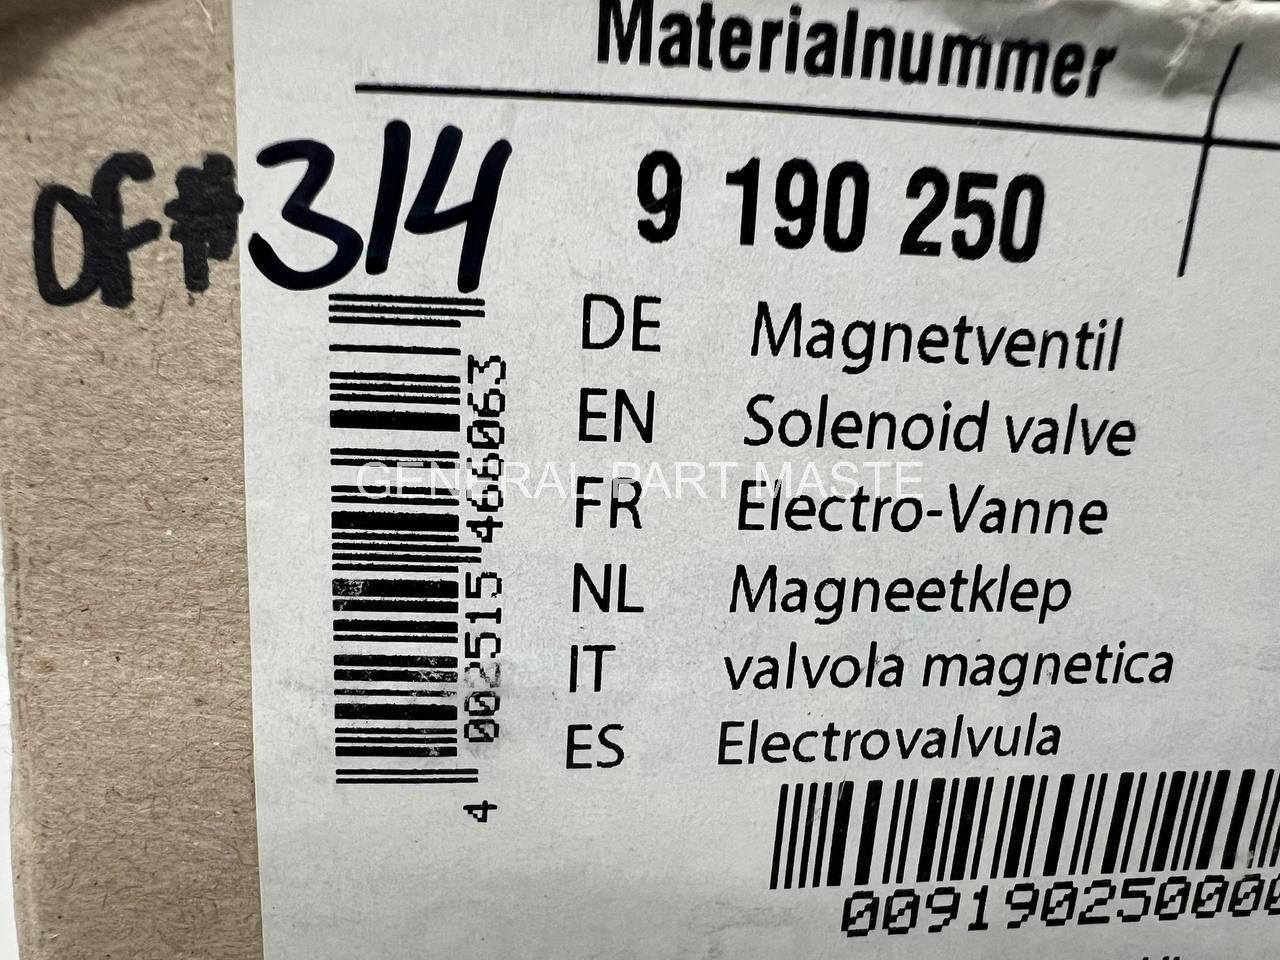 Materialnummer
OF#314
9 190 250
DE Magnetventil
EN Solenoid valve
FR Electro-Vanne
NL Magneetklep
IT valvola magnetica
ES Electrovalvula
4 002515 466063
GENERAL PART MASTE
009190250000